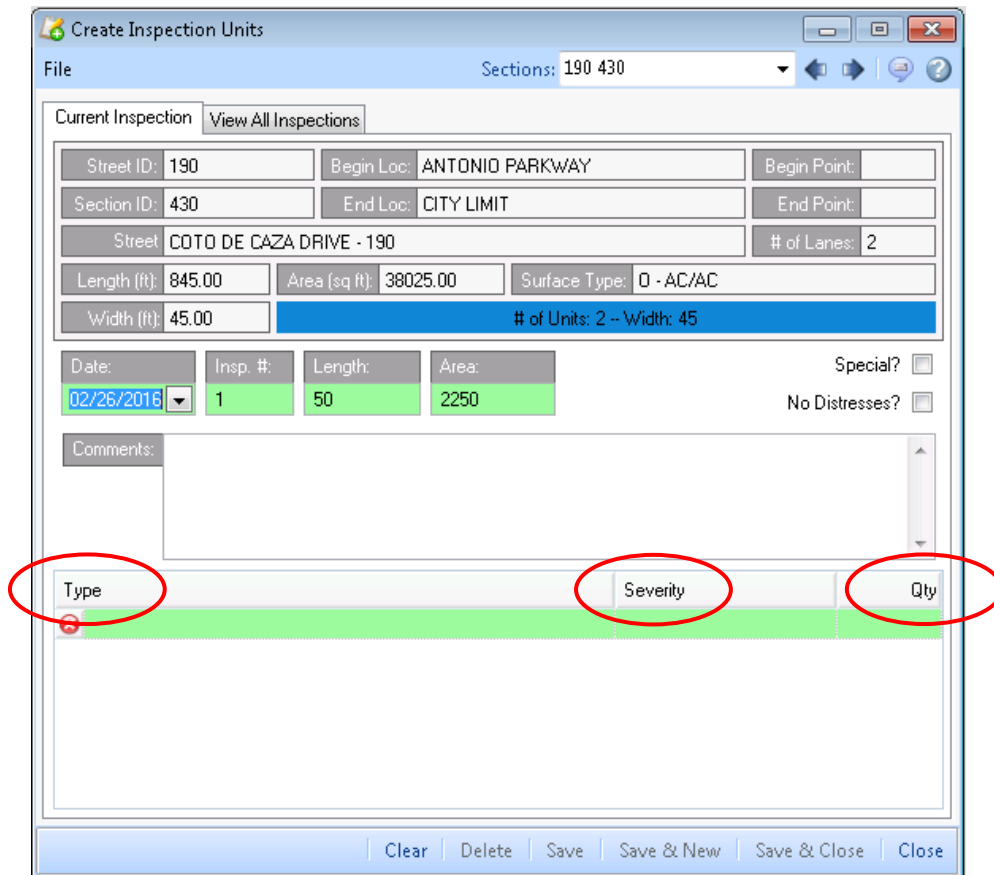 Create Inspection Units
File Sections: 190 430
Current Inspection View All Inspections
Street ID: 190 Begin Loc: ANTONIO PARKWAY Begin Point:
Section ID: 430 End Loc: CITY LIMIT End Point:
Street COTO DE CAZA DRIVE - 190 # of Lanes: 2
Length (ft): 845.00 Area (sq ft): 38025.00 Surface Type: O - AC/AC
Width (ft): 45.00 # of Units: 2 -- Width: 45
Date: Insp. #: Length: Area: Special?
02/26/2016 1 50 2250 No Distresses?
Comments:
Type Severity Qty
Clear Delete Save Save & New Save & Close Close